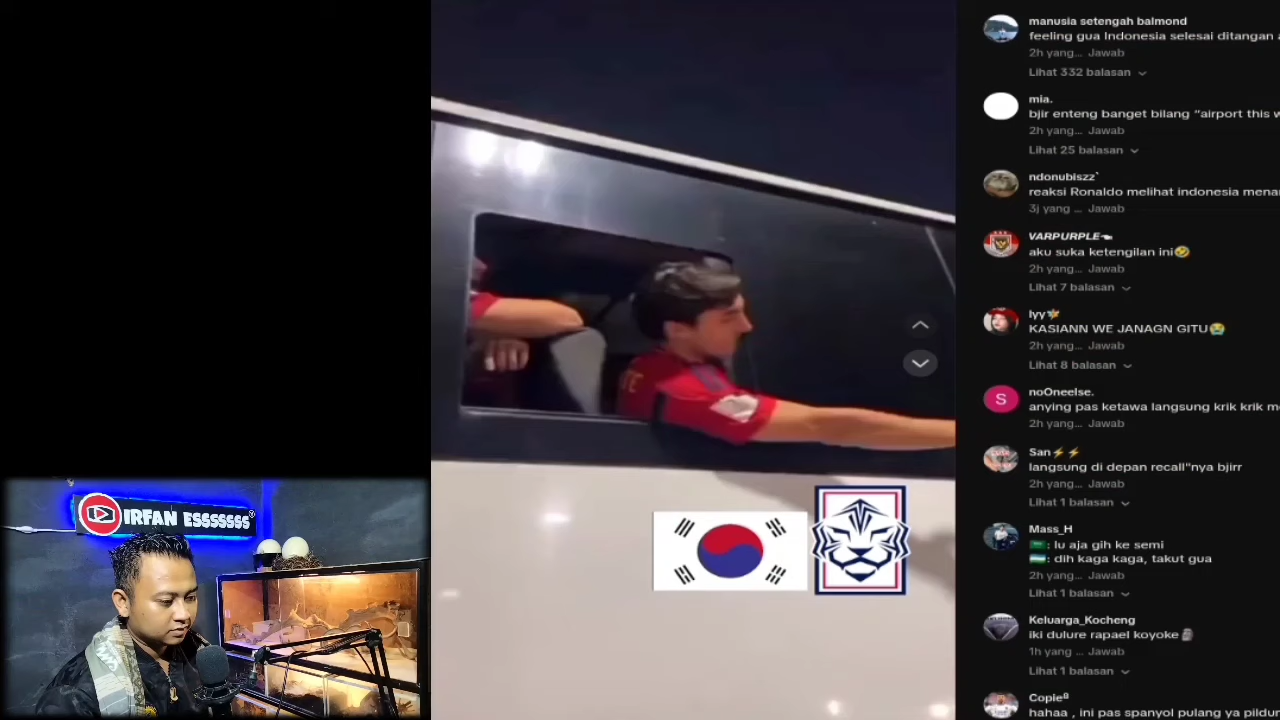 IRFAN ESSSSSSS
manusia setengah balmond
feeling gua Indonesia selesai ditangan
2h yang... Jawab
Lihat 332 balasan
mia.
bjir enteng banget bilang "airport this
2h yang... Jawab
Lihat 25 balasan
ndonubiszz`
reaksi Ronaldo melihat indonesia
3j yang ... Jawab
VARPURPLE
aku suka ketengilan ini🤣
2h yang... Jawab
Lihat 7 balasan
lyy
KASIANN WE JANAGN GITU😭
2h yang... Jawab
Lihat 8 balasan
S
noOneelse.
anying pas ketawa langsung krik krik
2h yang... Jawab
San⚡⚡
langsung di depan recall"nya bjirr
2h yang... Jawab
Lihat 1 balasan
Mass_H
🇸🇦: lu aja gih ke semi
: dih kaga kaga, takut gua
2h yang... Jawab
Lihat 1 balasan
Keluarga_Kocheng
iki dulure rapael koyoke🗿
1h yang ... Jawab
Lihat 1 balasan
Copie
hahaa , ini pas spanyol pulang ya